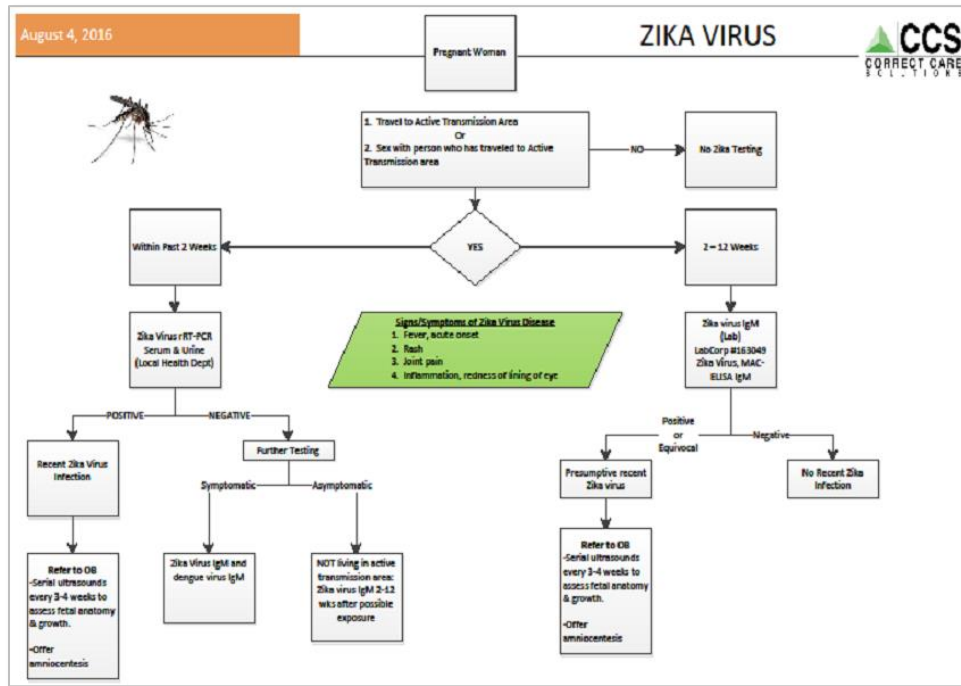 August 4, 2016
Pregnant Woman
ZIKA VIRUS
CCS
CORRECT CARE
SOLUTIONS
1. Travel to Active Transmission Area
Or
2. Sex with person who has traveled to Active
Transmission area
NO
No Zika Testing
Within Past 2 Weeks
YES
2 – 12 Weeks
Zika Virus rRT-PCR
Serum & Urine
(Local Health Dept)
Signs/Symptoms of Zika Virus Disease
1. Fever, acute onset
2. Rash
3. Joint pain
4. Inflammation, redness of lining of eye
Zika virus IgM
(Lab)
LabCorp #163049
Zika Virus, MAC-
ELISA IgM
POSITIVE
NEGATIVE
Positive
or
Equivocal
Negative
Recent Zika Virus
Infection
Further Testing
Presumptive recent
Zika virus
No Recent Zika
Infection
Symptomatic
Asymptomatic
Refer to OB
-Serial ultrasounds
every 3-4 weeks to
assess fetal anatomy
& growth.
-Offer
amniocentesis
Zika Virus IgM and
dengue virus IgM
NOT living in active
transmission area:
Zika virus IgM 2-12
wks after possible
exposure
Refer to OB
-Serial ultrasounds
every 3-4 weeks to
assess fetal anatomy
& growth.
-Offer
amniocentesis